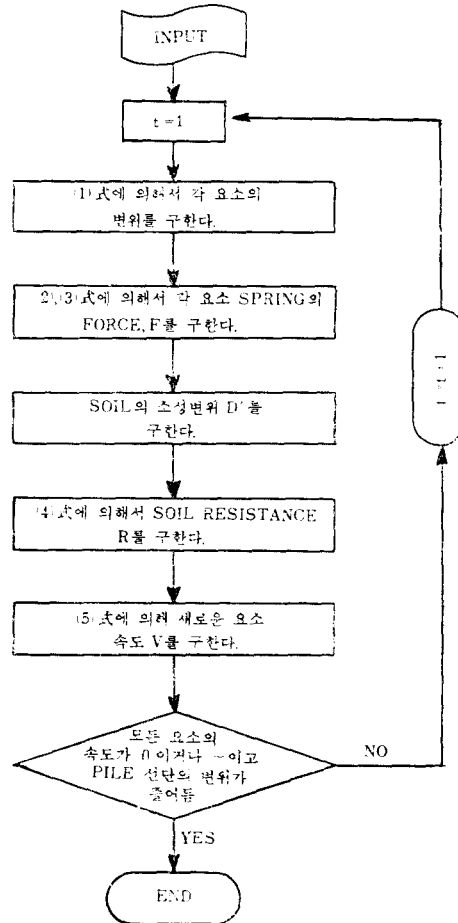 INPUT
t=1
(1)式에 의해서 각 요소의
변위를 구한다.
2)(3)式에 의해서 각 요소 SPRING의
FORCE, F를 구한다.
SOIL의 소성변위 D'를
구한다.
(4)式에 의해서 SOIL RESISTANCE
R를 구한다.
(5)式에 의해 새로운 요소
속도 V를 구한다.
모든 요소의
속도가 0이거나 -이고
PILE 선단의 변위가
줄어듬
NO
YES
END